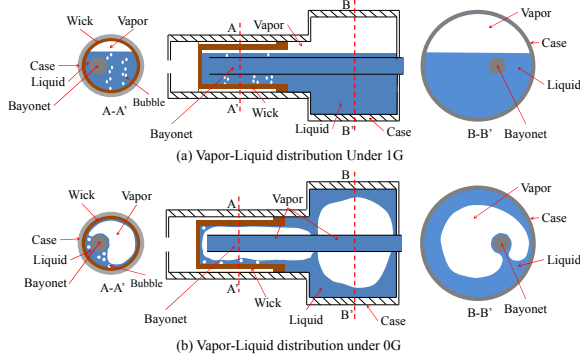 Wick
Vapor
Case
Liquid
Bayonet
Bubble
A-A’
A
Vapor
A’
Wick
B
Liquid
B’
Case
Vapor
Case
Liquid
B-B’
Bayonet
(a) Vapor-Liquid distribution Under 1G
Wick
Vapor
Case
Liquid
Bayonet
Bubble
A-A’
A
Vapor
A’
Wick
Bayonet
B
Liquid
B’
Case
Vapor
Case
Liquid
B-B’
Bayonet
(b) Vapor-Liquid distribution under 0G